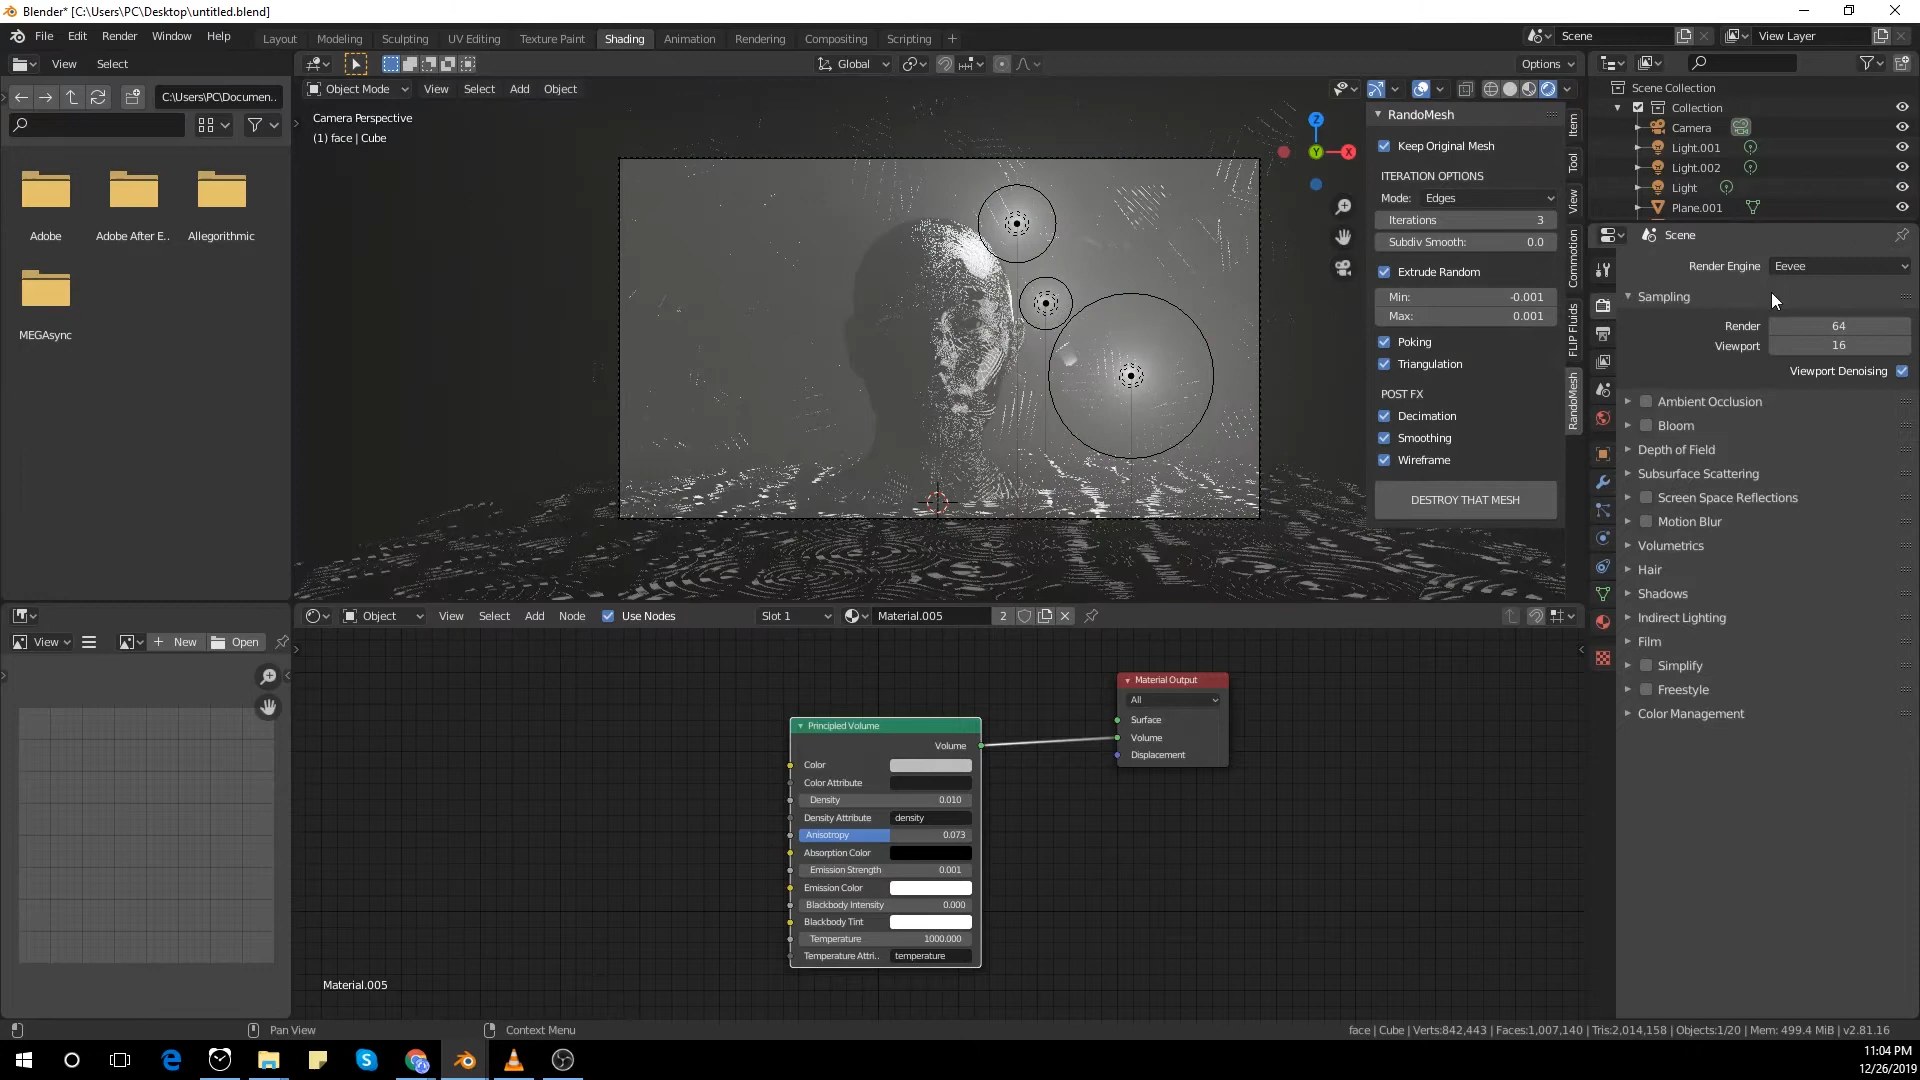 Blender* [C:\Users\PC\Desktop\untitled.blend]
File Edit Render Window Help
Layout Modeling Sculpting UV Editing Texture Paint Shading Animation Rendering Compositing Scripting
Scene
View Layer
View Select
Global
Options
C:\Users\PC\Documen..
Object Mode View Select Add Object
Camera Perspective
(1) face | Cube
Adobe
Adobe After E..
Allegorithmic
MEGAsync
Z
Y
X
RandoMesh
Keep Original Mesh
ITERATION OPTIONS
Mode: Edges
Iterations 3
Subdiv Smooth: 0.0
Extrude Random
Min: -0.001
Max: 0.001
Poking
Triangulation
POST FX
Decimation
Smoothing
Wireframe
DESTROY THAT MESH
Item
Tool
View
Commotion
FLIP Fluids
RandoMesh
Scene Collection
Collection
Camera
Light.001
Light.002
Light
Plane.001
Scene
Render Engine Eevee
Sampling
Render 64
Viewport 16
Viewport Denoising
Ambient Occlusion
Bloom
Depth of Field
Subsurface Scattering
Screen Space Reflections
Motion Blur
Volumetrics
Hair
Shadows
Indirect Lighting
Film
Simplify
Freestyle
Color Management
View New Open
Object View Select Add Node Use Nodes Slot 1 Material.005 2
Principled Volume
Volume
Color
Color Attribute
Density 0.010
Density Attribute density
Anisotropy 0.073
Absorption Color
Emission Strength 0.001
Emission Color
Blackbody Intensity 0.000
Blackbody Tint
Temperature 1000.000
Temperature Attri.. temperature
Material Output
All
Surface
Volume
Displacement
Material.005
Pan View
Context Menu
face | Cube | Verts:842,443 | Faces:1,007,140 | Tris:2,014,158 | Objects:1/20 | Mem: 499.4 MiB | v2.81.16
11:04 PM
12/26/2019